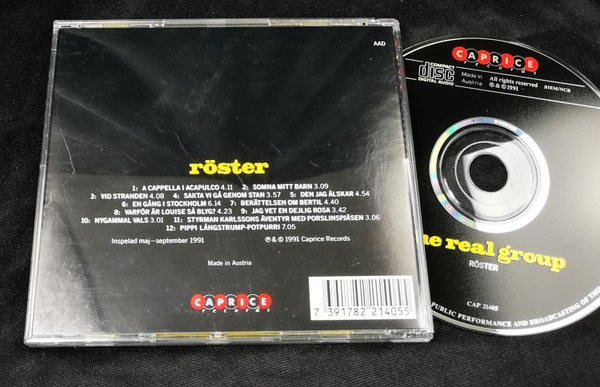 AAD
röster
1: A CAPPELLA I ACAPULCO 4.11 2: SOMNA MITT BARN 3.09
3: VID STRANDEN 4.08 4: SAKTA VI GÅ GENOM STAN 3.57 5: DEN JAG ÄLSKAR 4.54
6: EN GÅNG I STOCKHOLM 6.14 7: BERÄTTELSEN OM BERTIL 4.40
8: VARFÖR ÄR LOUISE SÅ BLYG? 2.23 9: JAG VET EN DEJLIG ROSA 3.42
10: NYGAMMAL VALS 3.01 11: STYRMAN KARLSSONS ÄVENTYR MED PORSLINSPJÄSEN 3.06
12: PIPPI LÅNGSTRUMP-POTPURRI 7.05
Inspelad maj–september 1991 ℗ & © 1991 Caprice Records
Made in Austria
CAPRICE
records
7 391782 214055
CAPRICE
records
COMPACT
disc
DIGITAL AUDIO
Made in
Austria
All rights reserved
℗ & © 1991
BIEM/NCB
he real group
RÖSTER
CAP 21405
PUBLIC PERFORMANCE AND BROADCASTING OF THE